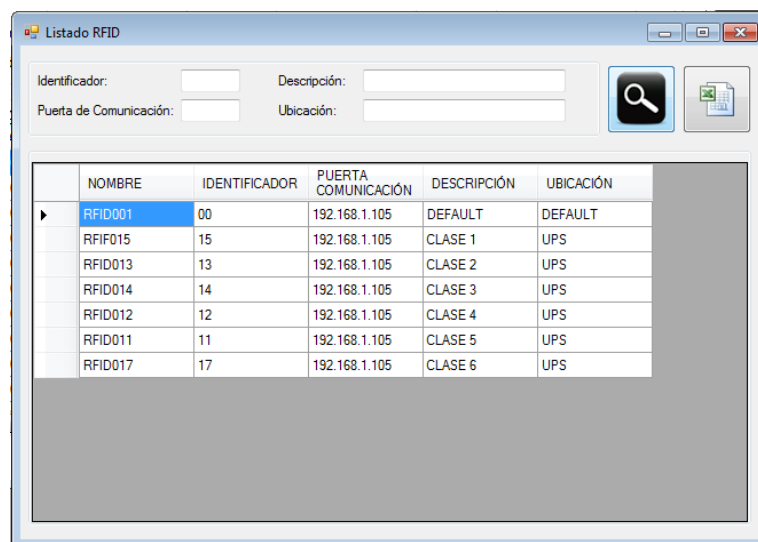 Listado RFID
Identificador: Descripción:
Puerta de Comunicación: Ubicación:
NOMBRE IDENTIFICADOR PUERTA COMUNICACIÓN DESCRIPCIÓN UBICACIÓN
RFID001 00 192.168.1.105 DEFAULT DEFAULT
RFIF015 15 192.168.1.105 CLASE 1 UPS
RFID013 13 192.168.1.105 CLASE 2 UPS
RFID014 14 192.168.1.105 CLASE 3 UPS
RFID012 12 192.168.1.105 CLASE 4 UPS
RFID011 11 192.168.1.105 CLASE 5 UPS
RFID017 17 192.168.1.105 CLASE 6 UPS